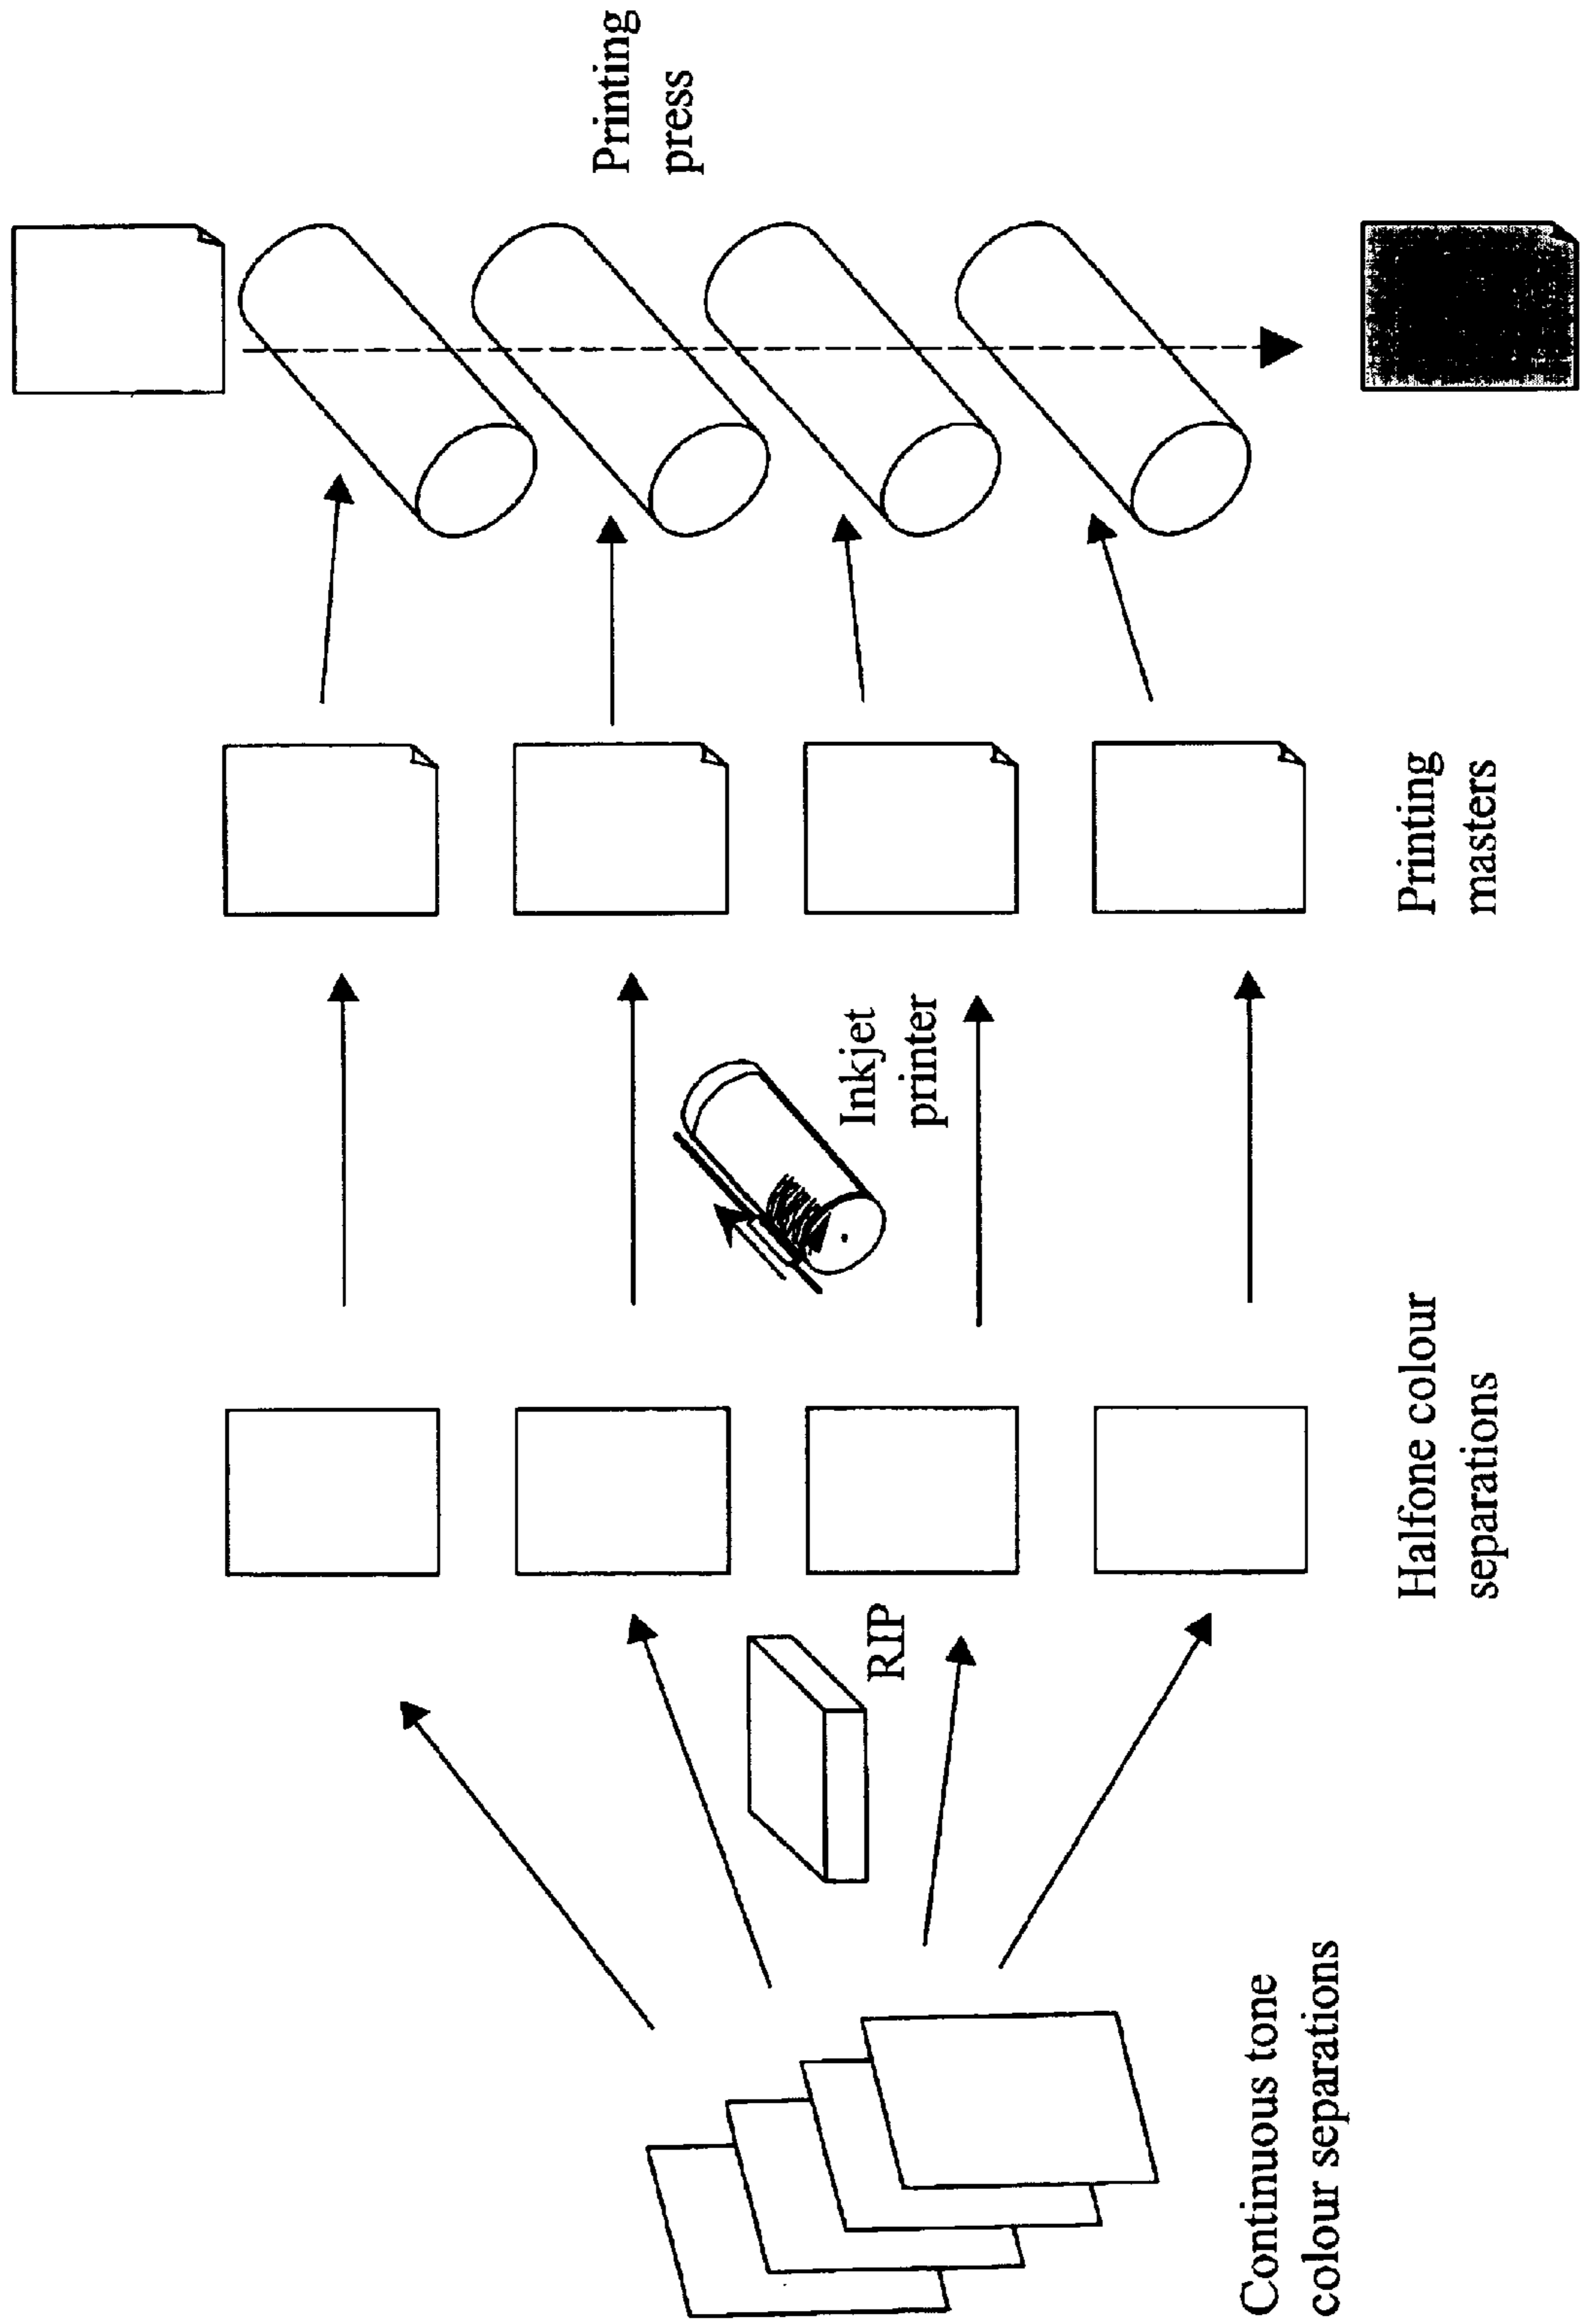 Continuous tone
colour separations
RIP
Halfone colour
separations
Inkjet
printer
Printing
masters
Printing
press